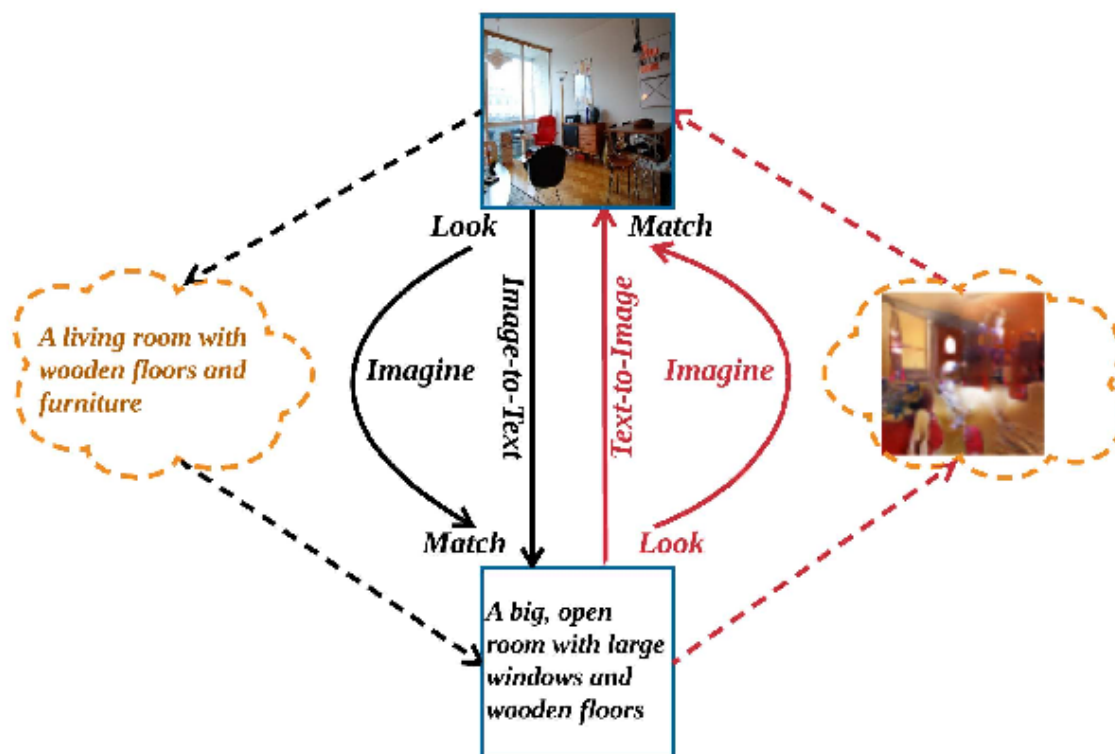 Look
Match
Image-to-Text
Text-to-Image
A living room with
wooden floors and
furniture
Imagine
Imagine
Match
Look
A big, open
room with large
windows and
wooden floors